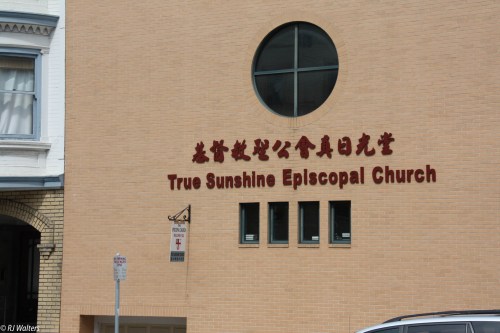 基督教聖公會真日光堂
True Sunshine Episcopal Church
© RJ Walters